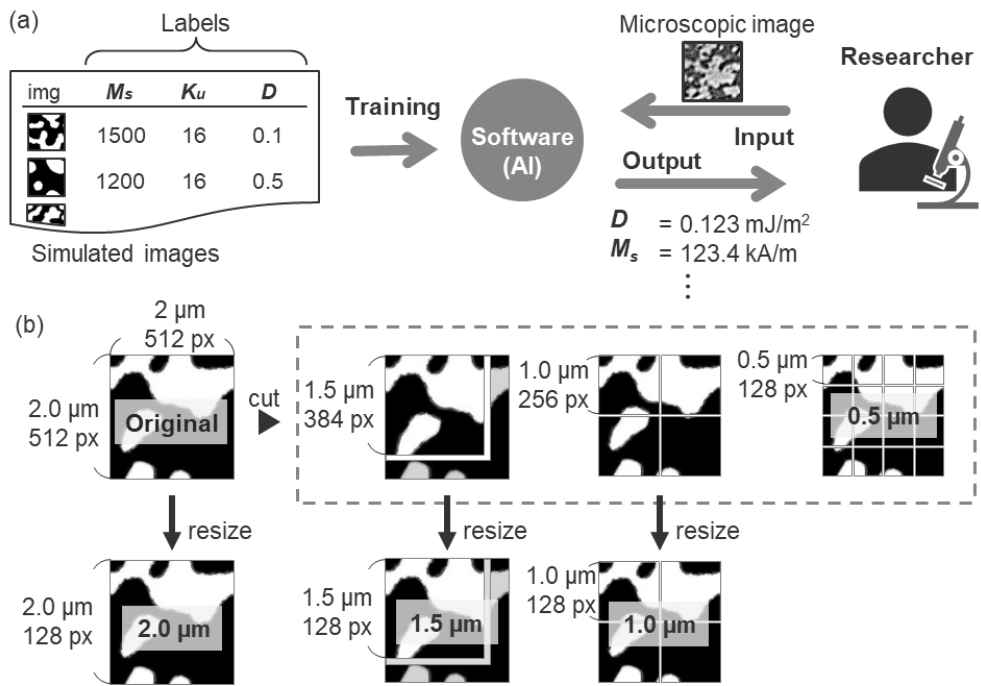 (a)
Labels
img Ms Ku D
1500 16 0.1
1200 16 0.5
Simulated images
Training
Software
(AI)
Microscopic image
Researcher
Input
Output
D = 0.123 mJ/m²
Ms = 123.4 kA/m
⋮
(b)
2 µm
512 px
2.0 µm
512 px
Original
cut
1.5 µm
384 px
1.0 µm
256 px
0.5 µm
128 px
0.5 µm
resize
resize
resize
2.0 µm
128 px
2.0 µm
1.5 µm
128 px
1.5 µm
1.0 µm
128 px
1.0 µm